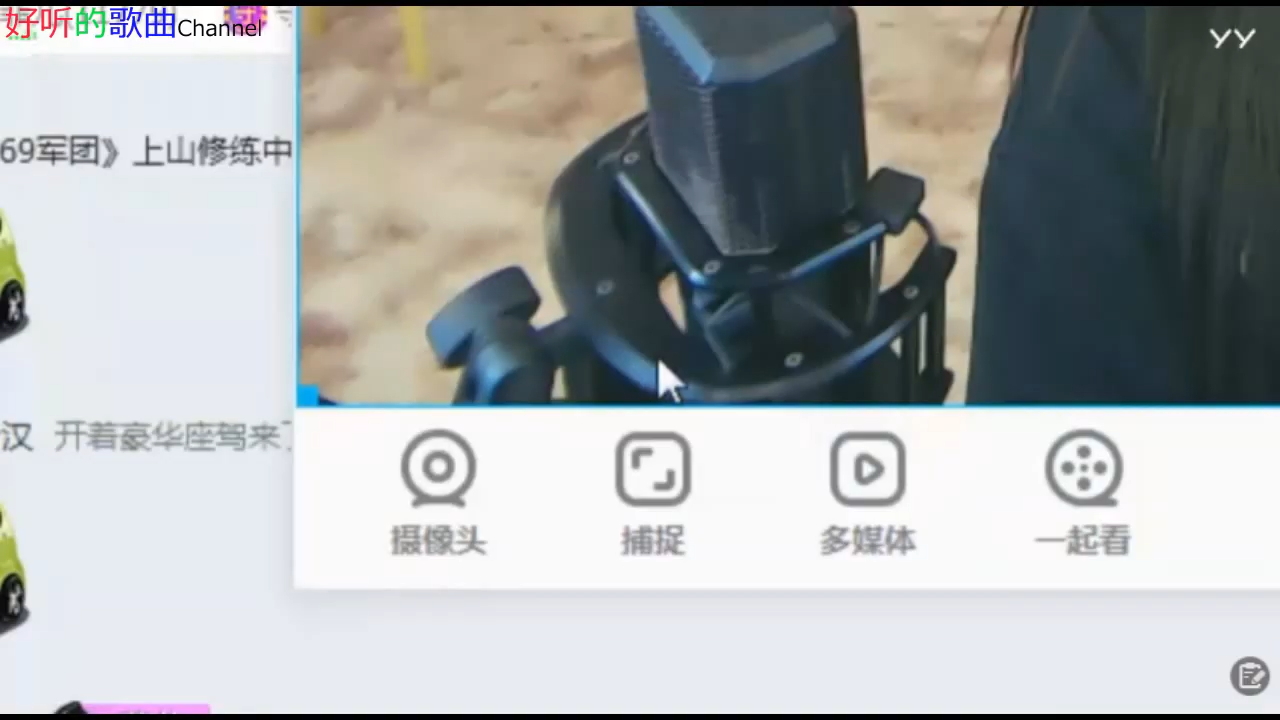 好听的歌曲Channel
YY
69军团》上山修练中
汉 开着豪华座驾来了
摄像头 捕捉 多媒体 一起看